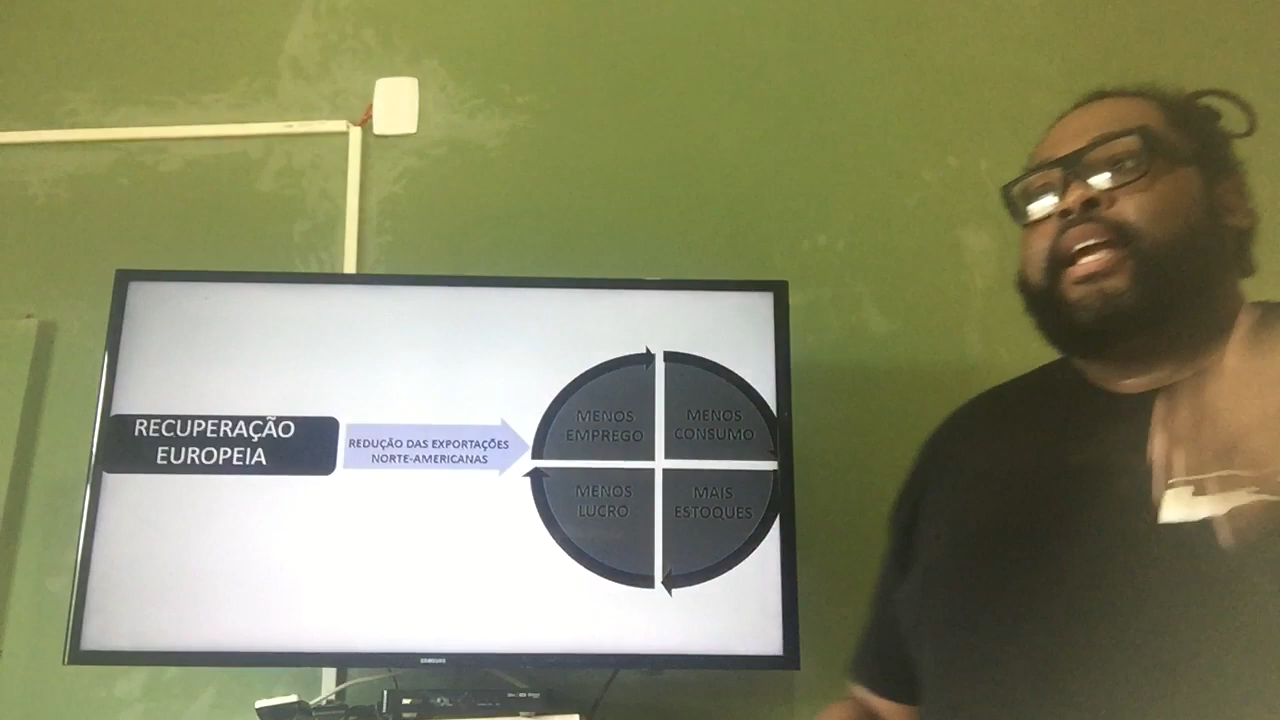 RECUPERAÇÃO
EUROPEIA
REDUÇÃO DAS EXPORTAÇÕES
NORTE-AMERICANAS
MENOS
EMPREGO
MENOS
CONSUMO
MENOS
LUCRO
MAIS
ESTOQUES
SAMSUNG